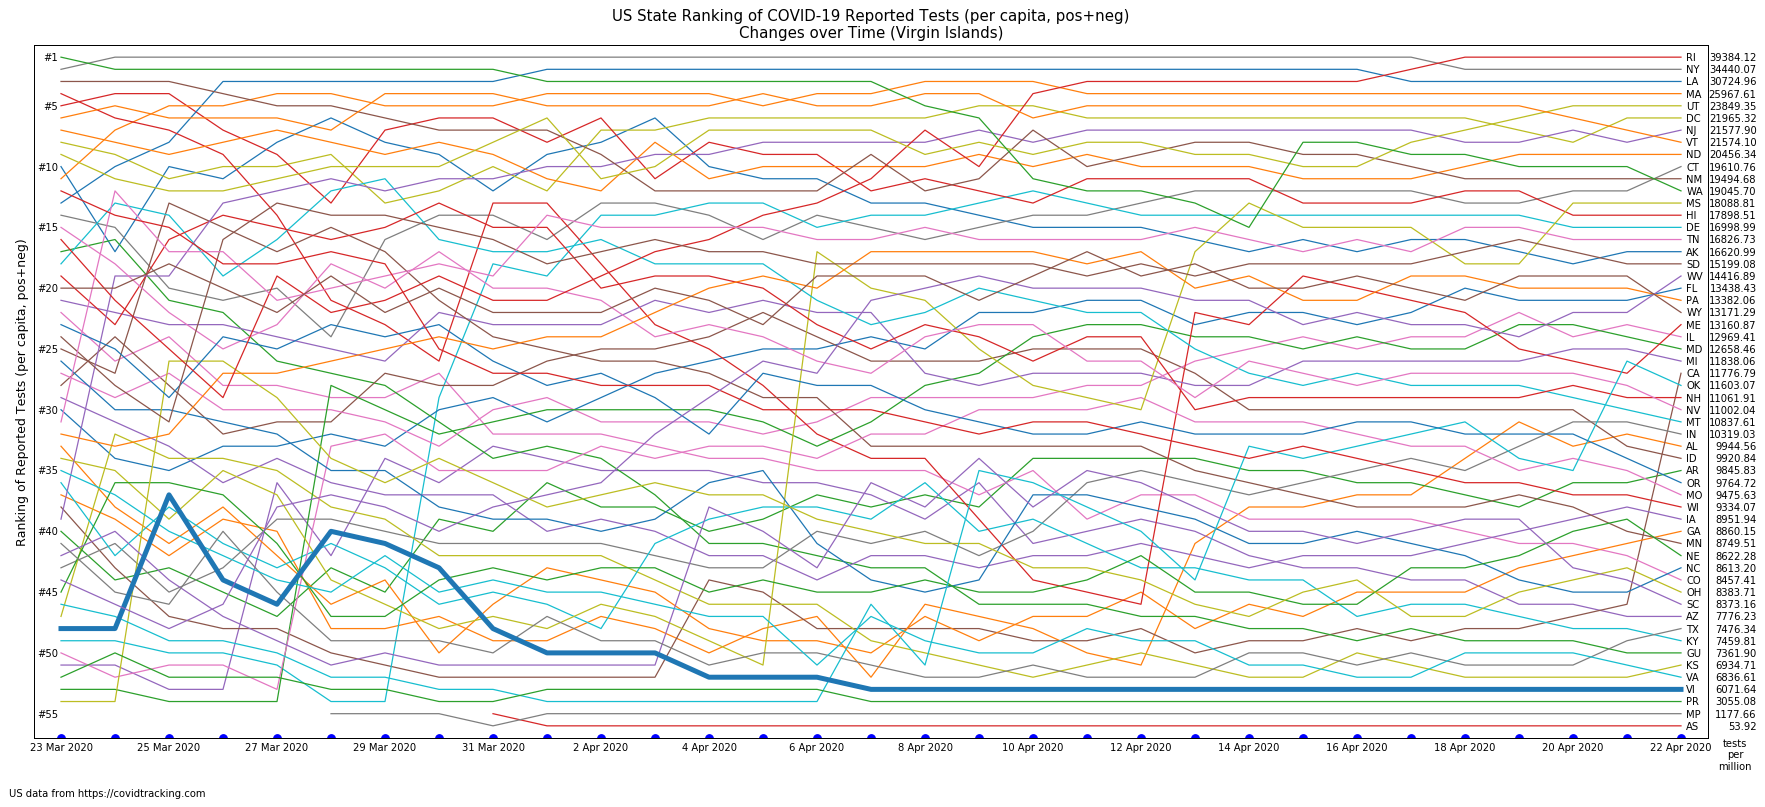 US State Ranking of COVID-19 Reported Tests (per capita, pos+neg)
Changes over Time (Virgin Islands)
Ranking of Reported Tests (per capita, pos+neg)
#1
#5
#10
#15
#20
#25
#30
#35
#40
#45
#50
#55
RI 39384.12
NY 34440.07
LA 30724.96
MA 25967.61
UT 23849.35
DC 21965.32
NJ 21577.90
VT 21574.10
ND 20456.34
CT 19610.76
NM 19494.68
WA 19045.70
MS 18088.81
HI 17898.51
DE 16998.99
TN 16826.73
AK 16620.99
SD 15199.08
WV 14416.89
FL 13438.43
PA 13382.06
WY 13171.29
ME 13160.87
IL 12969.41
MD 12658.46
MI 11838.06
CA 11776.79
OK 11603.07
NH 11061.91
NV 11002.04
MT 10837.61
IN 10319.03
AL 9944.56
ID 9920.84
AR 9845.83
OR 9764.72
MO 9475.63
WI 9334.07
IA 8951.94
GA 8860.15
MN 8749.51
NE 8622.28
NC 8613.20
CO 8457.41
OH 8383.71
SC 8373.16
AZ 7776.23
TX 7476.34
KY 7459.81
GU 7361.90
KS 6934.71
VA 6836.61
VI 6071.64
PR 3055.08
MP 1177.66
AS 53.92
23 Mar 2020 25 Mar 2020 27 Mar 2020 29 Mar 2020 31 Mar 2020 2 Apr 2020 4 Apr 2020 6 Apr 2020 8 Apr 2020 10 Apr 2020 12 Apr 2020 14 Apr 2020 16 Apr 2020 18 Apr 2020 20 Apr 2020 22 Apr 2020
tests
per
million
US data from https://covidtracking.com